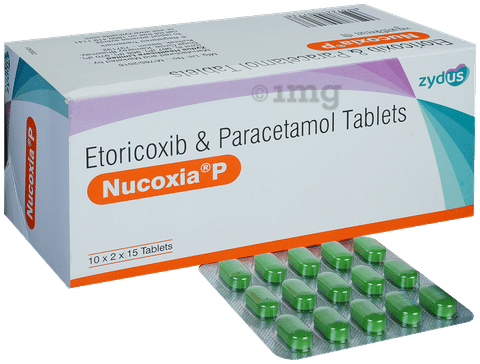 Nucoxia®P
Etoricoxib & Paracetamol Tablets
zydus
1mg
Etoricoxib & Paracetamol Tablets
Nucoxia®P
10 x 2 x 15 Tablets